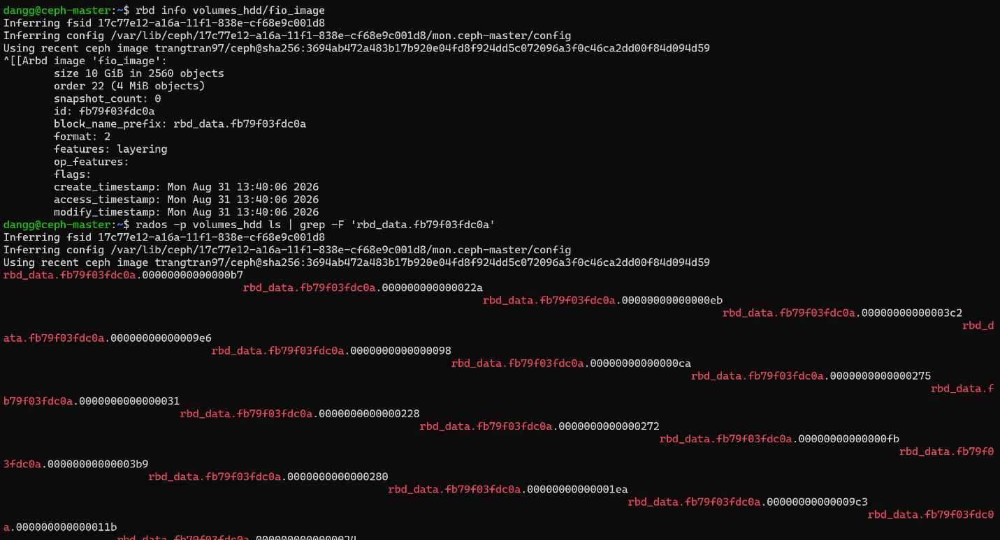 dangg@ceph-master:~$ rbd info volumes_hdd/fio_image
Inferring fsid 17c77e12-a16a-11f1-838e-cf68e9c001d8
Inferring config /var/lib/ceph/17c77e12-a16a-11f1-838e-cf68e9c001d8/mon.ceph-master/config
Using recent ceph image trangtran97/ceph@sha256:3694ab472a483b17b920e04fd8f924dd5c072096a3f0c46ca2dd00f84d094d59
^[[Arbd image 'fio_image':
size 10 GiB in 2560 objects
order 22 (4 MiB objects)
snapshot_count: 0
id: fb79f03fdc0a
block_name_prefix: rbd_data.fb79f03fdc0a
format: 2
features: layering
op_features:
flags:
create_timestamp: Mon Aug 31 13:40:06 2026
access_timestamp: Mon Aug 31 13:40:06 2026
modify_timestamp: Mon Aug 31 13:40:06 2026
dangg@ceph-master:~$ rados -p volumes_hdd ls | grep -F 'rbd_data.fb79f03fdc0a'
Inferring fsid 17c77e12-a16a-11f1-838e-cf68e9c001d8
Inferring config /var/lib/ceph/17c77e12-a16a-11f1-838e-cf68e9c001d8/mon.ceph-master/config
Using recent ceph image trangtran97/ceph@sha256:3694ab472a483b17b920e04fd8f924dd5c072096a3f0c46ca2dd00f84d094d59
rbd_data.fb79f03fdc0a.00000000000000b7
rbd_data.fb79f03fdc0a.000000000000022a
rbd_data.fb79f03fdc0a.00000000000000eb
rbd_data.fb79f03fdc0a.00000000000003c2
rbd_d
ata.fb79f03fdc0a.00000000000009e6
rbd_data.fb79f03fdc0a.0000000000000098
rbd_data.fb79f03fdc0a.00000000000000ca
rbd_data.fb79f03fdc0a.0000000000000275
rbd_data.f
b79f03fdc0a.0000000000000031
rbd_data.fb79f03fdc0a.0000000000000228
rbd_data.fb79f03fdc0a.0000000000000272
rbd_data.fb79f03fdc0a.00000000000000fb
rbd_data.fb79f0
3fdc0a.00000000000003b9
rbd_data.fb79f03fdc0a.0000000000000280
rbd_data.fb79f03fdc0a.00000000000001ea
rbd_data.fb79f03fdc0a.00000000000009c3
rbd_data.fb79f03fdc0
a.000000000000011b